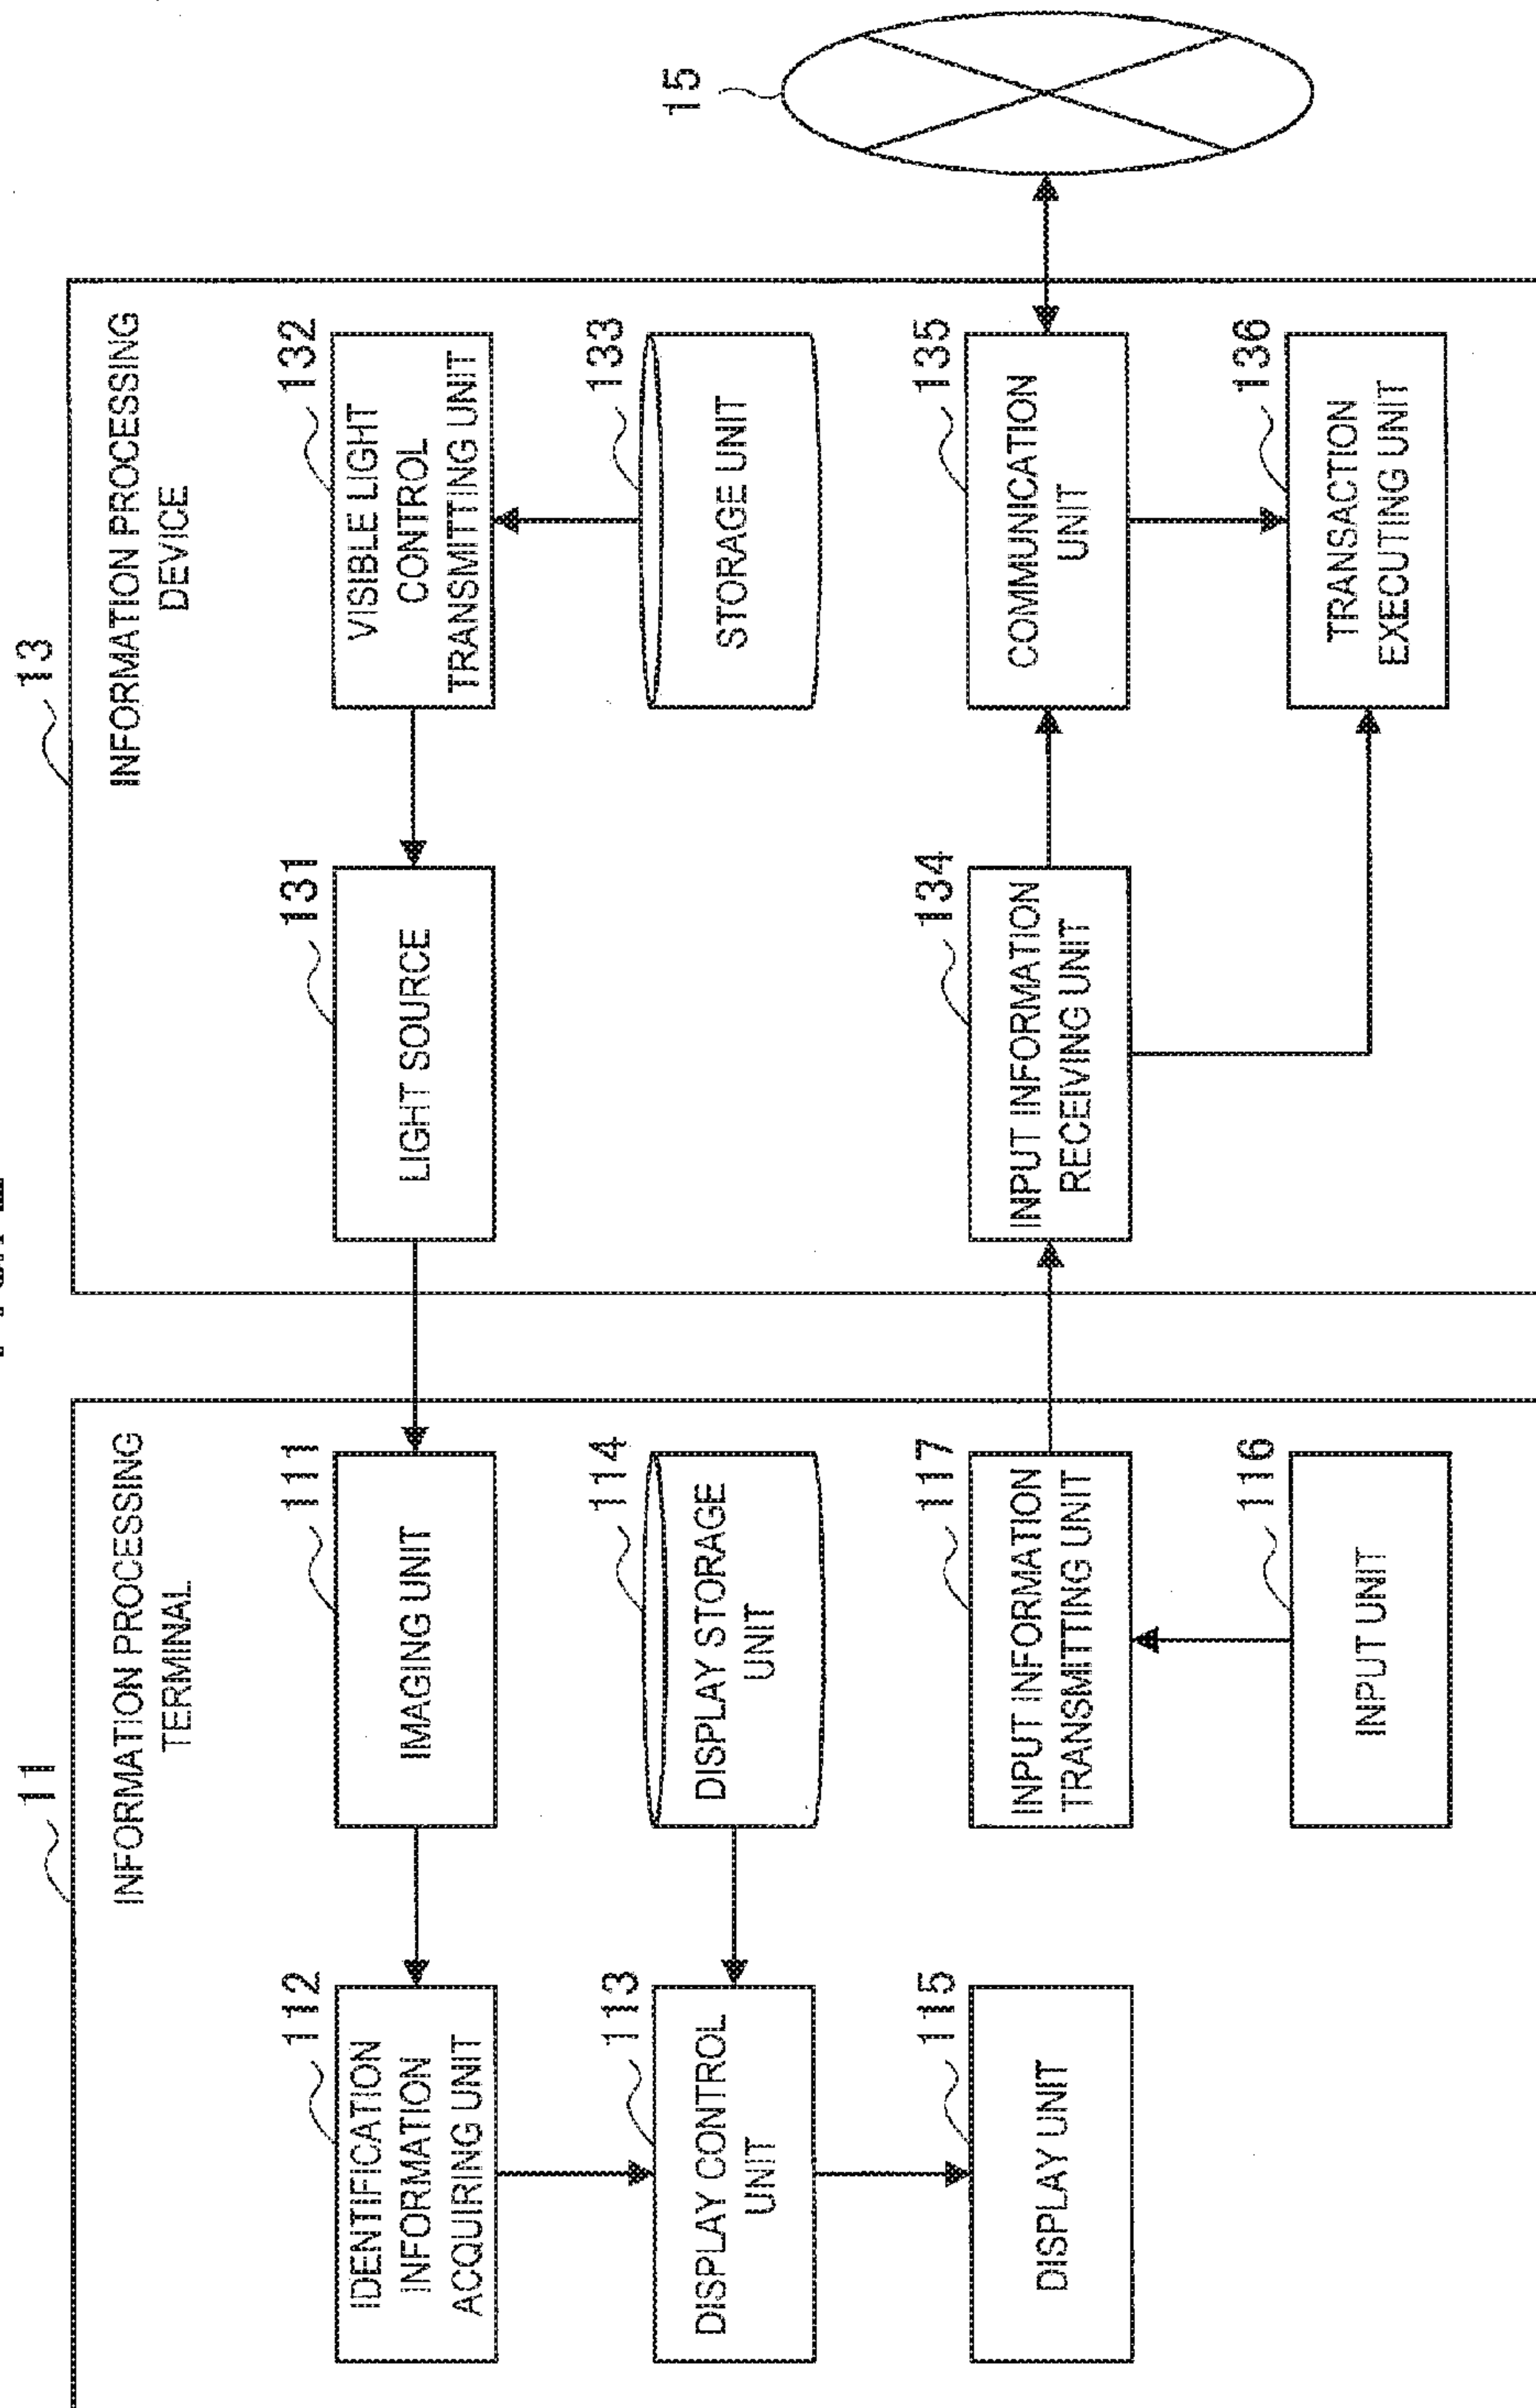 11
INFORMATION PROCESSING
TERMINAL
112
IDENTIFICATION
INFORMATION
ACQUIRING UNIT
111
IMAGING UNIT
113
DISPLAY CONTROL
UNIT
114
DISPLAY STORAGE
UNIT
115
DISPLAY UNIT
117
INPUT INFORMATION
TRANSMITTING UNIT
116
INPUT UNIT
13
INFORMATION PROCESSING
DEVICE
131
LIGHT SOURCE
132
VISIBLE LIGHT
CONTROL
TRANSMITTING UNIT
133
STORAGE UNIT
134
INPUT INFORMATION
RECEIVING UNIT
135
COMMUNICATION
UNIT
136
TRANSACTION
EXECUTING UNIT
15